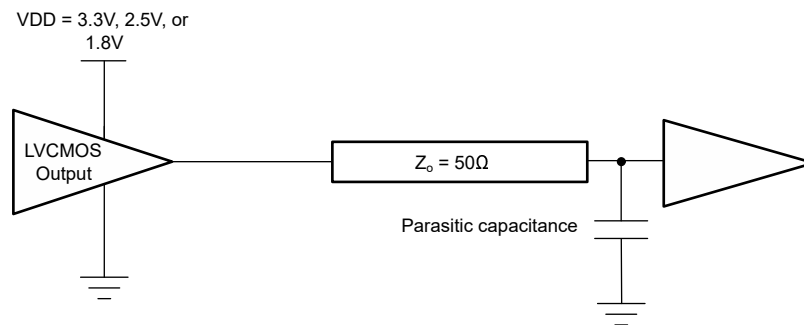 VDD = 3.3V, 2.5V, or
1.8V
LVCMOS
Output
Zₒ = 50Ω
Parasitic capacitance